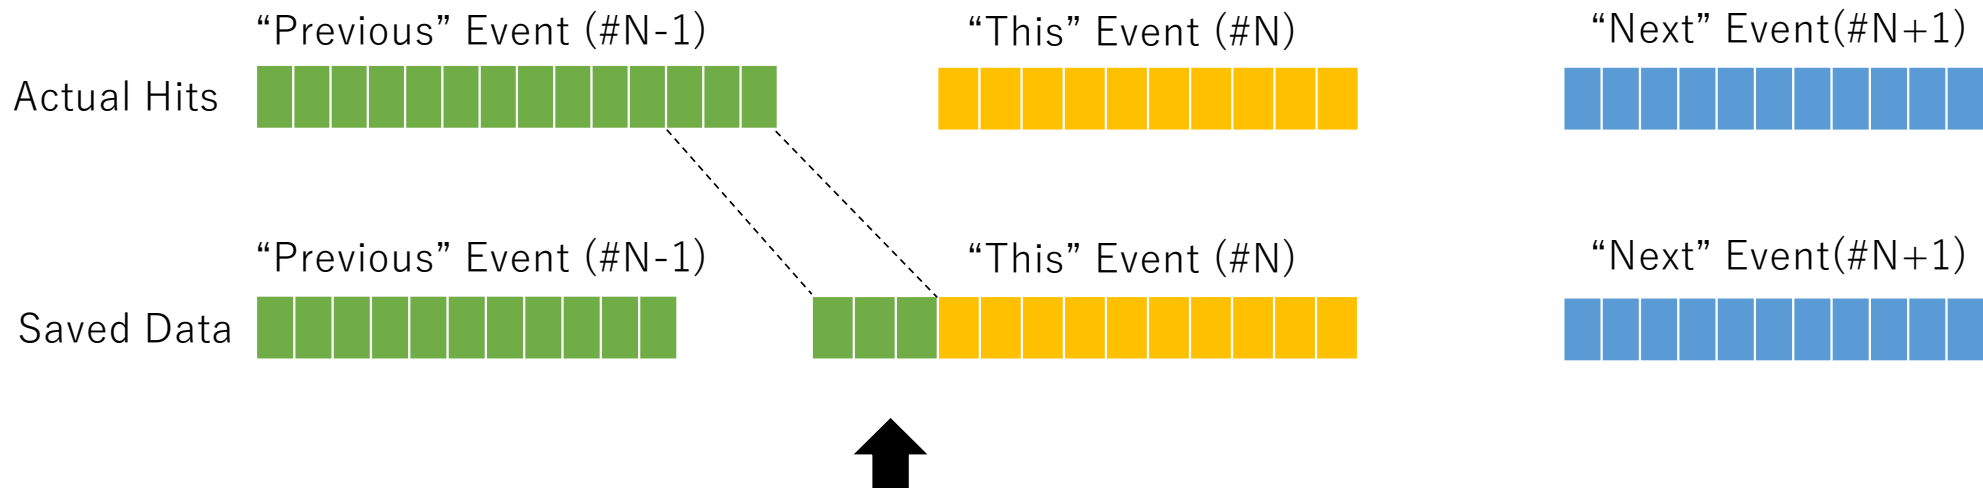 “Previous” Event (#N-1)
“This” Event (#N)
“Next” Event(#N+1)
Actual Hits
“Previous” Event (#N-1)
“This” Event (#N)
“Next” Event(#N+1)
Saved Data